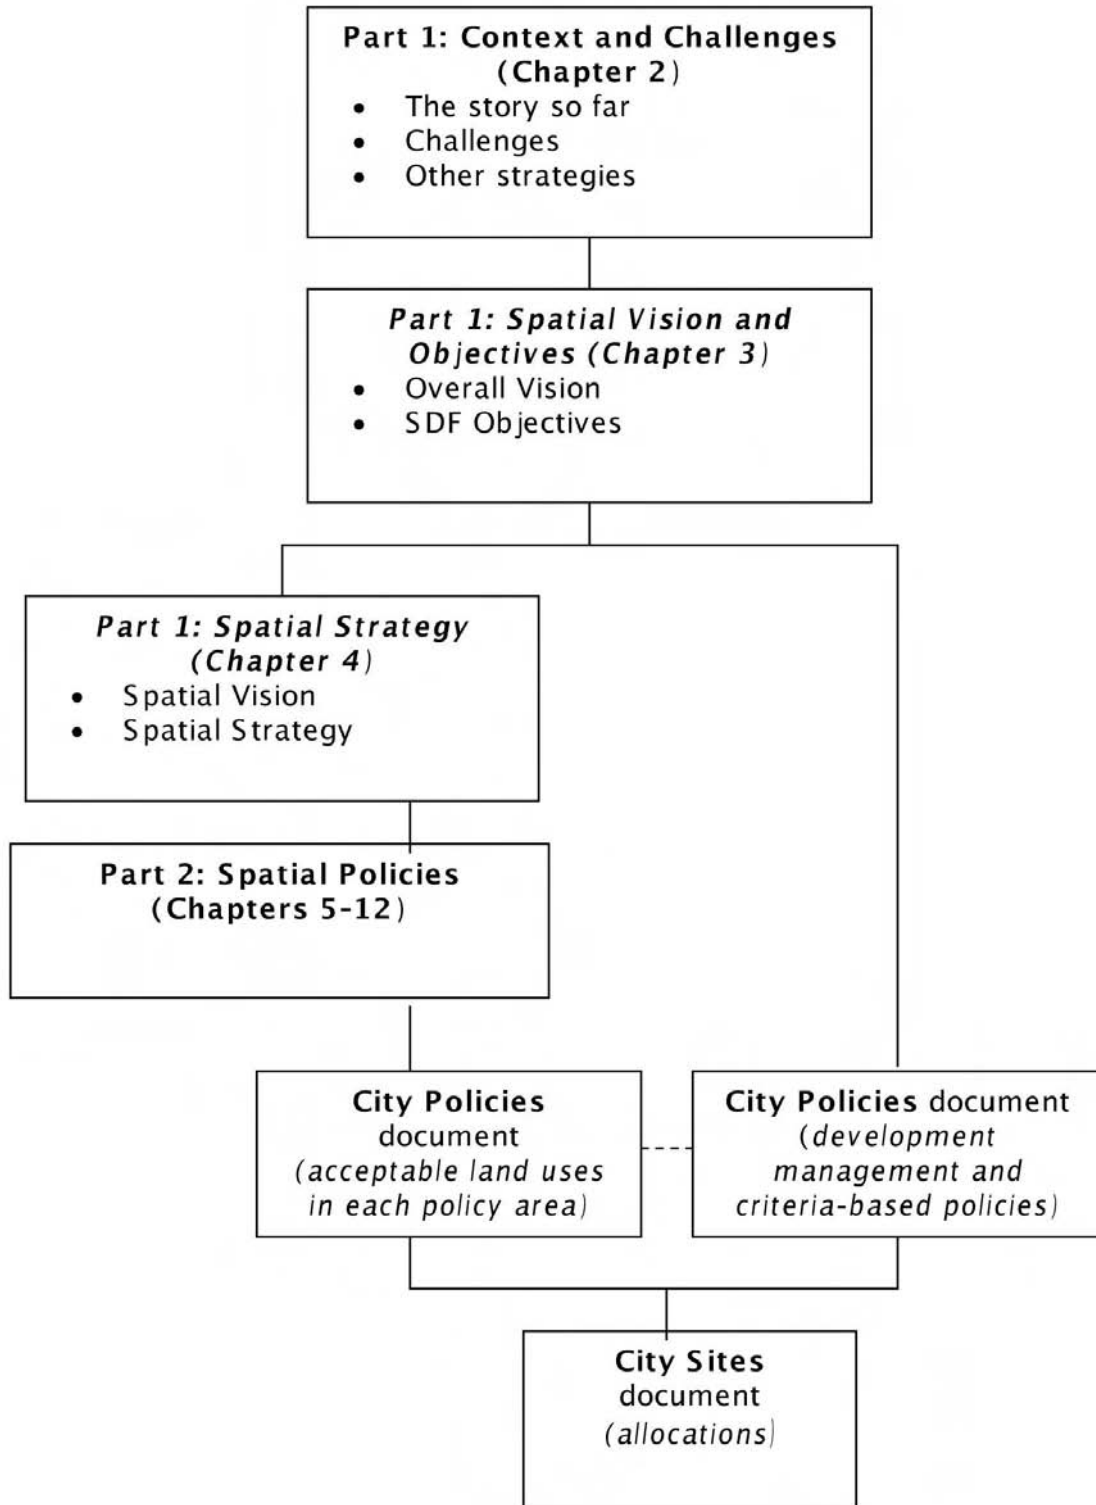 Part 1: Context and Challenges
(Chapter 2)
• The story so far
• Challenges
• Other strategies
Part 1: Spatial Vision and
Objectives (Chapter 3)
• Overall Vision
• SDF Objectives
Part 1: Spatial Strategy
(Chapter 4)
• Spatial Vision
• Spatial Strategy
Part 2: Spatial Policies
(Chapters 5-12)
City Policies
document
(acceptable land uses
in each policy area)
City Policies document
(development
management and
criteria-based policies)
City Sites
document
(allocations)